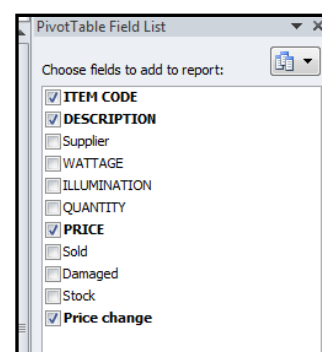 PivotTable Field List
Choose fields to add to report:
ITEM CODE
DESCRIPTION
Supplier
WATTAGE
ILLUMINATION
QUANTITY
PRICE
Sold
Damaged
Stock
Price change